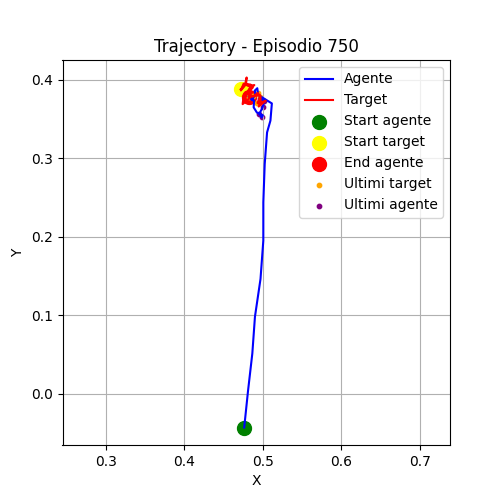 Trajectory - Episodio 750
Agente
Target
Start agente
Start target
End agente
Ultimi target
Ultimi agente
0.4
0.3
0.2
0.1
0.0
Y
0.3 0.4 0.5 0.6 0.7
X